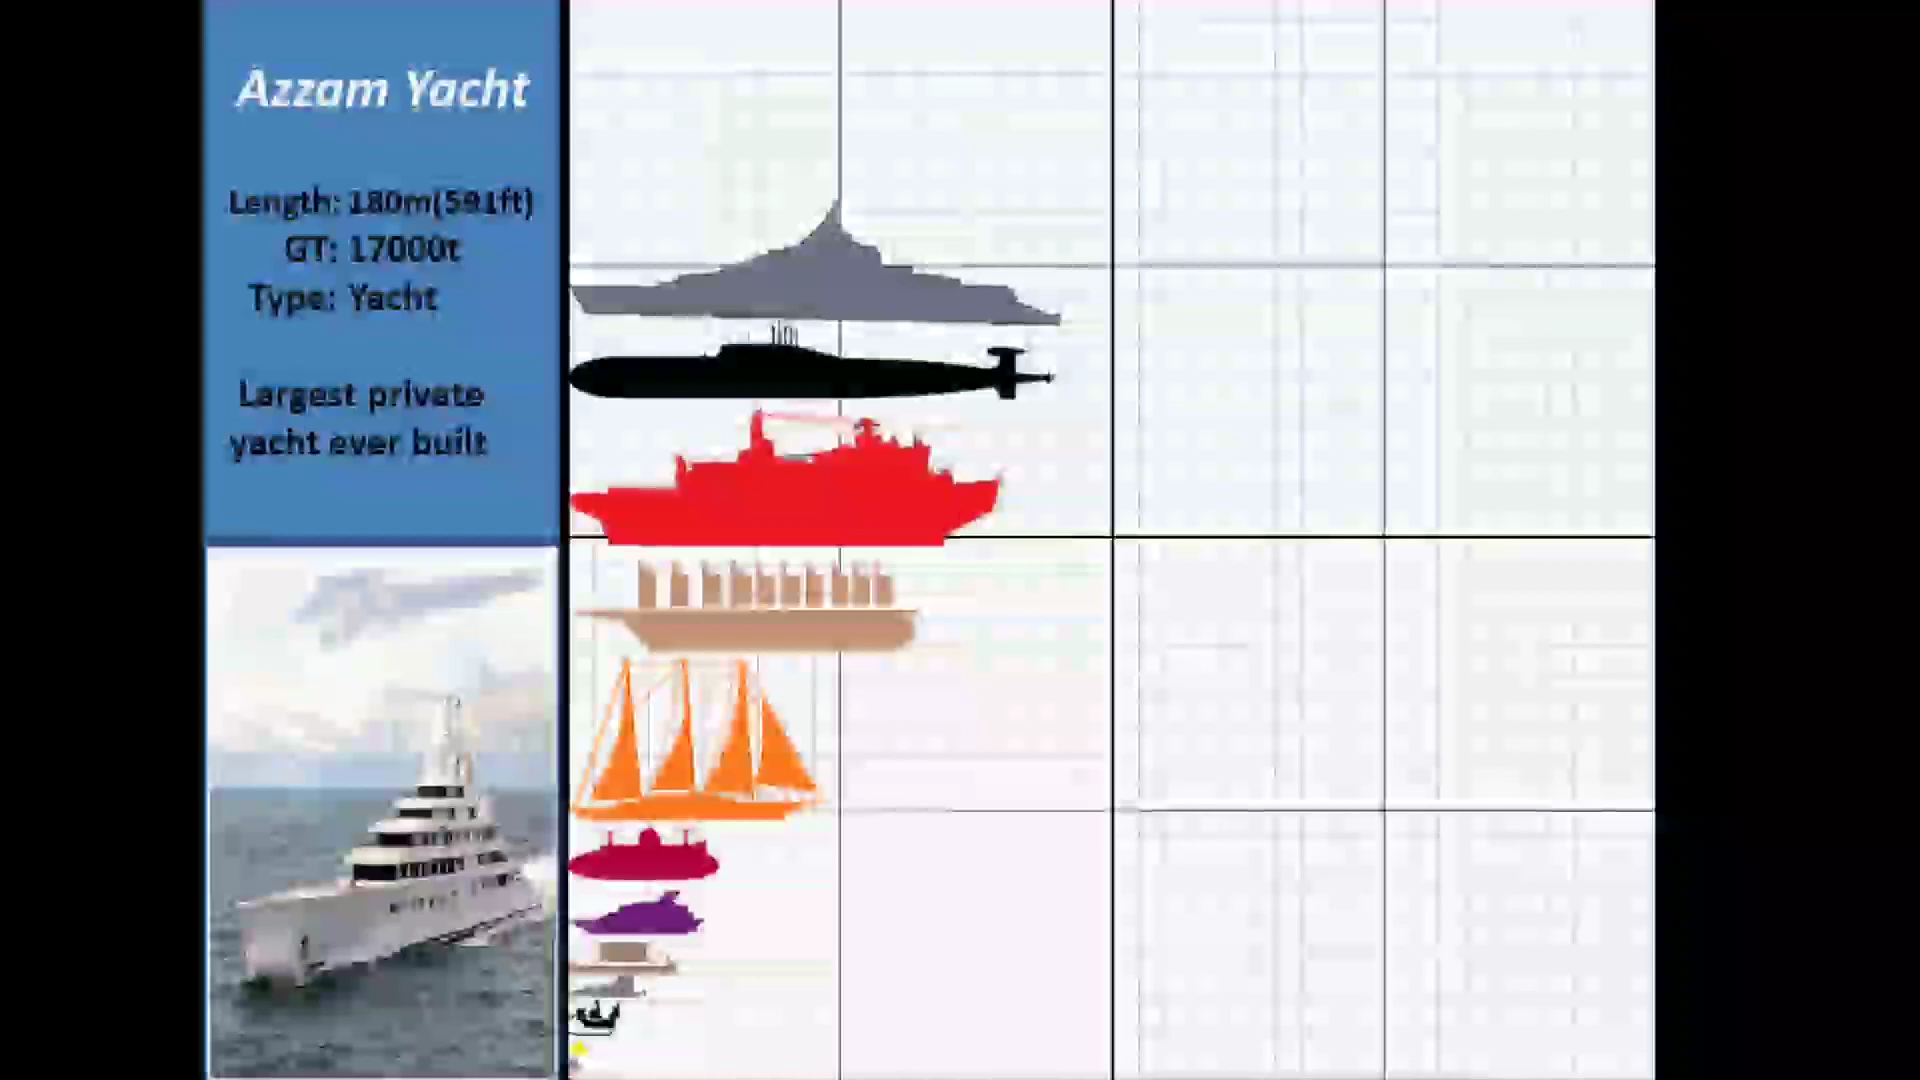 Azzam Yacht
Length: 180m(591ft)
GT: 17000t
Type: Yacht
Largest private
yacht ever built